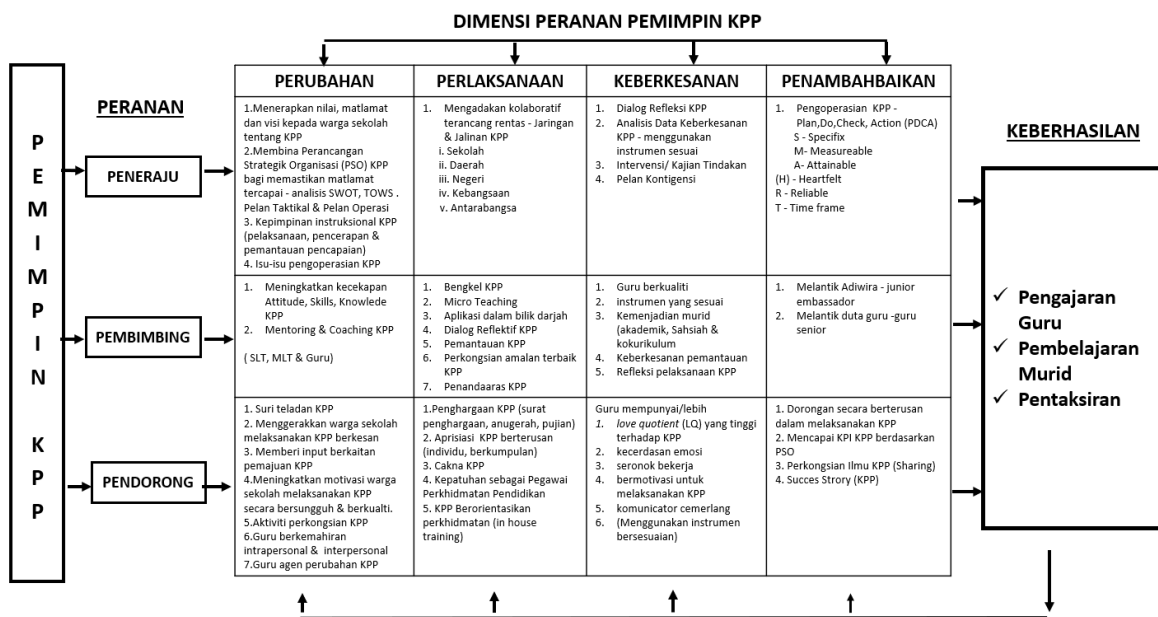 DIMENSI PERANAN PEMIMPIN KPP
PEMIMPIN KPP
PERANAN
PENERAJU
PEMBIMBING
PENDORONG
PERUBAHAN
PERLAKSANAAN
KEBERKESANAN
PENAMBAHBAIKAN
1.Menerapkan nilai, matlamat
dan visi kepada warga sekolah
tentang KPP
2.Membina Perancangan
Strategik Organisasi (PSO) KPP
bagi memastikan matlamat
tercapai - analisis SWOT, TOWS .
Pelan Taktikal & Pelan Operasi
3. Kepimpinan instruksional KPP
(pelaksanaan, pencerapan &
pemantauan pencapaian)
4. Isu-isu pengoperasian KPP
1. Mengadakan kolaboratif
terancang rentas - Jaringan
& Jalinan KPP
i. Sekolah
ii. Daerah
iii. Negeri
iv. Kebangsaan
v. Antarabangsa
1. Dialog Refleksi KPP
2. Analisis Data Keberkesanan
KPP - menggunakan
instrumen sesuai
3. Intervensi/ Kajian Tindakan
4. Pelan Kontigensi
1. Pengoperasian KPP -
Plan,Do,Check, Action (PDCA)
S - Specifix
M- Measureable
A- Attainable
(H) - Heartfelt
R - Reliable
T - Time frame
1. Meningkatkan kecekapan
Attitude, Skills, Knowlede
KPP
2. Mentoring & Coaching KPP
( SLT, MLT & Guru)
1. Bengkel KPP
2. Micro Teaching
3. Aplikasi dalam bilik darjah
4. Dialog Reflektif KPP
5. Pemantauan KPP
6. Perkongsian amalan terbaik
KPP
7. Penandaaras KPP
1. Guru berkualiti
2. instrumen yang sesuai
3. Kemenjadian murid
(akademik, Sahsiah &
kokurikulum
4. Keberkesanan pemantauan
5. Refleksi pelaksanaan KPP
1. Melantik Adiwira - junior
embassador
2. Melantik duta guru -guru
senior
1. Suri teladan KPP
2. Menggerakkan warga sekolah
melaksanakan KPP berkesan
3. Memberi input berkaitan
pemajuan KPP
4.Meningkatkan motivasi warga
sekolah melaksanakan KPP
secara bersungguh & berkualti.
5.Aktiviti perkongsian KPP
6.Guru berkemahiran
intrapersonal & interpersonal
7.Guru agen perubahan KPP
1.Penghargaan KPP (surat
penghargaan, anugerah, pujian)
2. Aprisiasi KPP berterusan
(individu, berkumpulan)
3. Cakna KPP
4. Kepatuhan sebagai Pegawai
Perkhidmatan Pendidikan
5. KPP Berorientasikan
perkhidmatan (in house
training)
Guru mempunyai/lebih
1. love quotient (LQ) yang tinggi
terhadap KPP
2. kecerdasan emosi
3. seronok bekerja
4. bermotivasi untuk
melaksanakan KPP
5. komunicator cemerlang
6. (Menggunakan instrumen
bersesuaian)
1. Dorongan secara berterusan
dalam melaksanakan KPP
2. Mencapai KPI KPP berdasarkan
PSO
3. Perkongsian Ilmu KPP (Sharing)
4. Succes Strory (KPP)
KEBERHASILAN
✓ Pengajaran
Guru
✓ Pembelajaran
Murid
✓ Pentaksiran